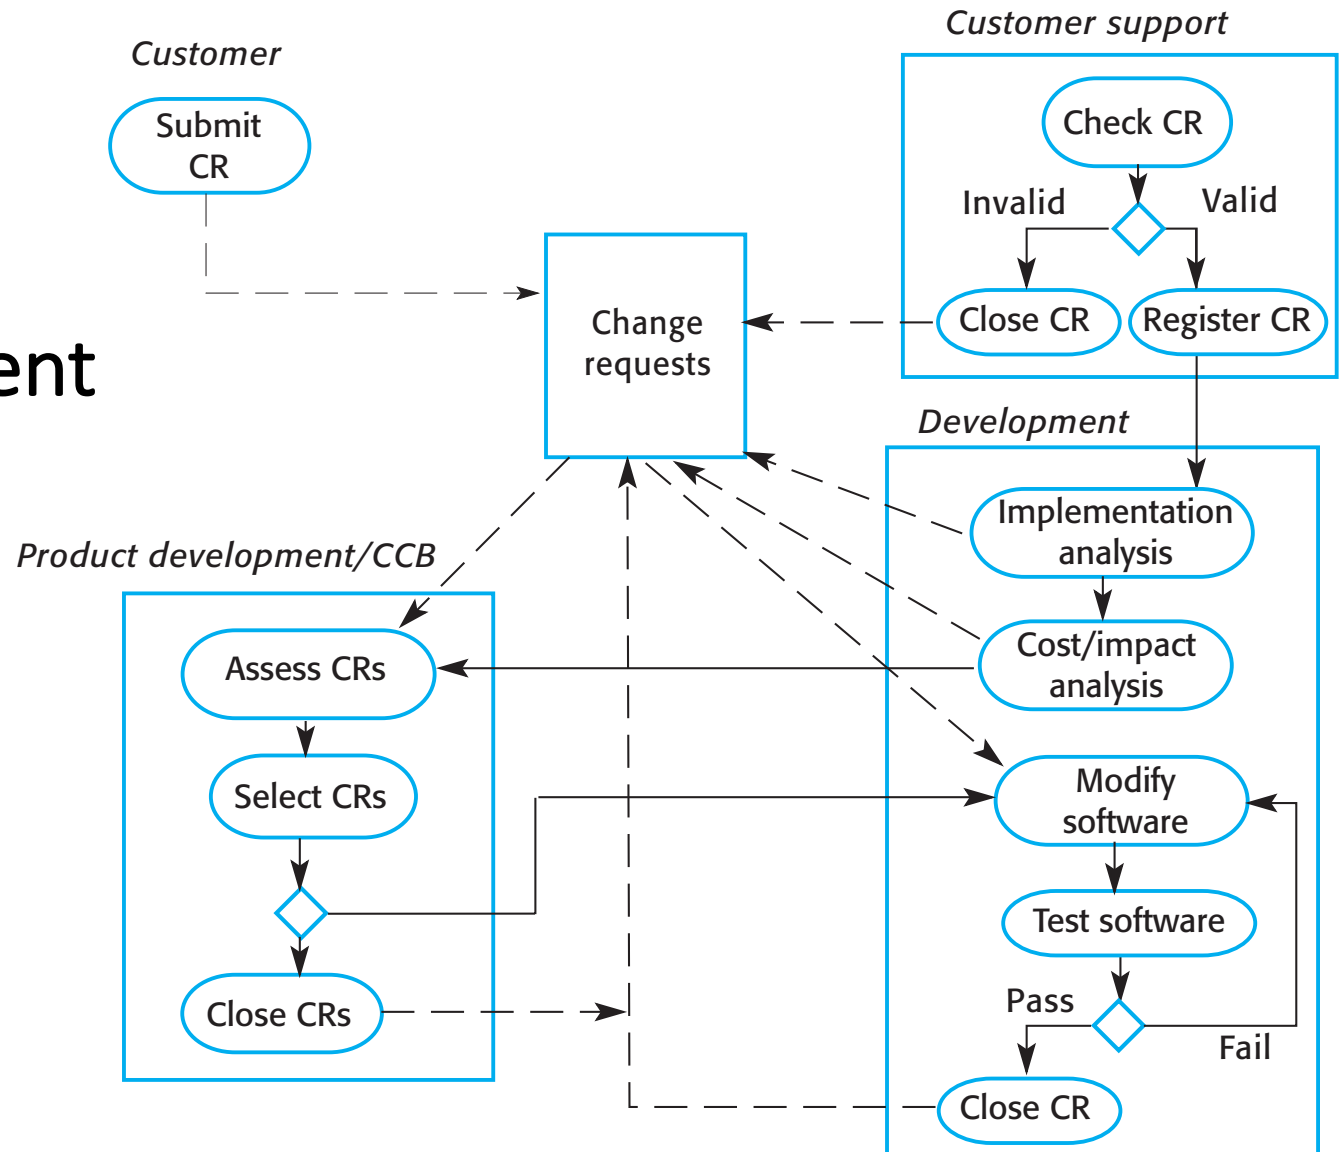 Customer
Submit
CR
Customer support
Check CR
Invalid
Valid
Close CR
Register CR
Change
requests
ent
Development
Implementation
analysis
Cost/impact
analysis
Product development/CCB
Assess CRs
Select CRs
Close CRs
Modify
software
Test software
Pass
Fail
Close CR